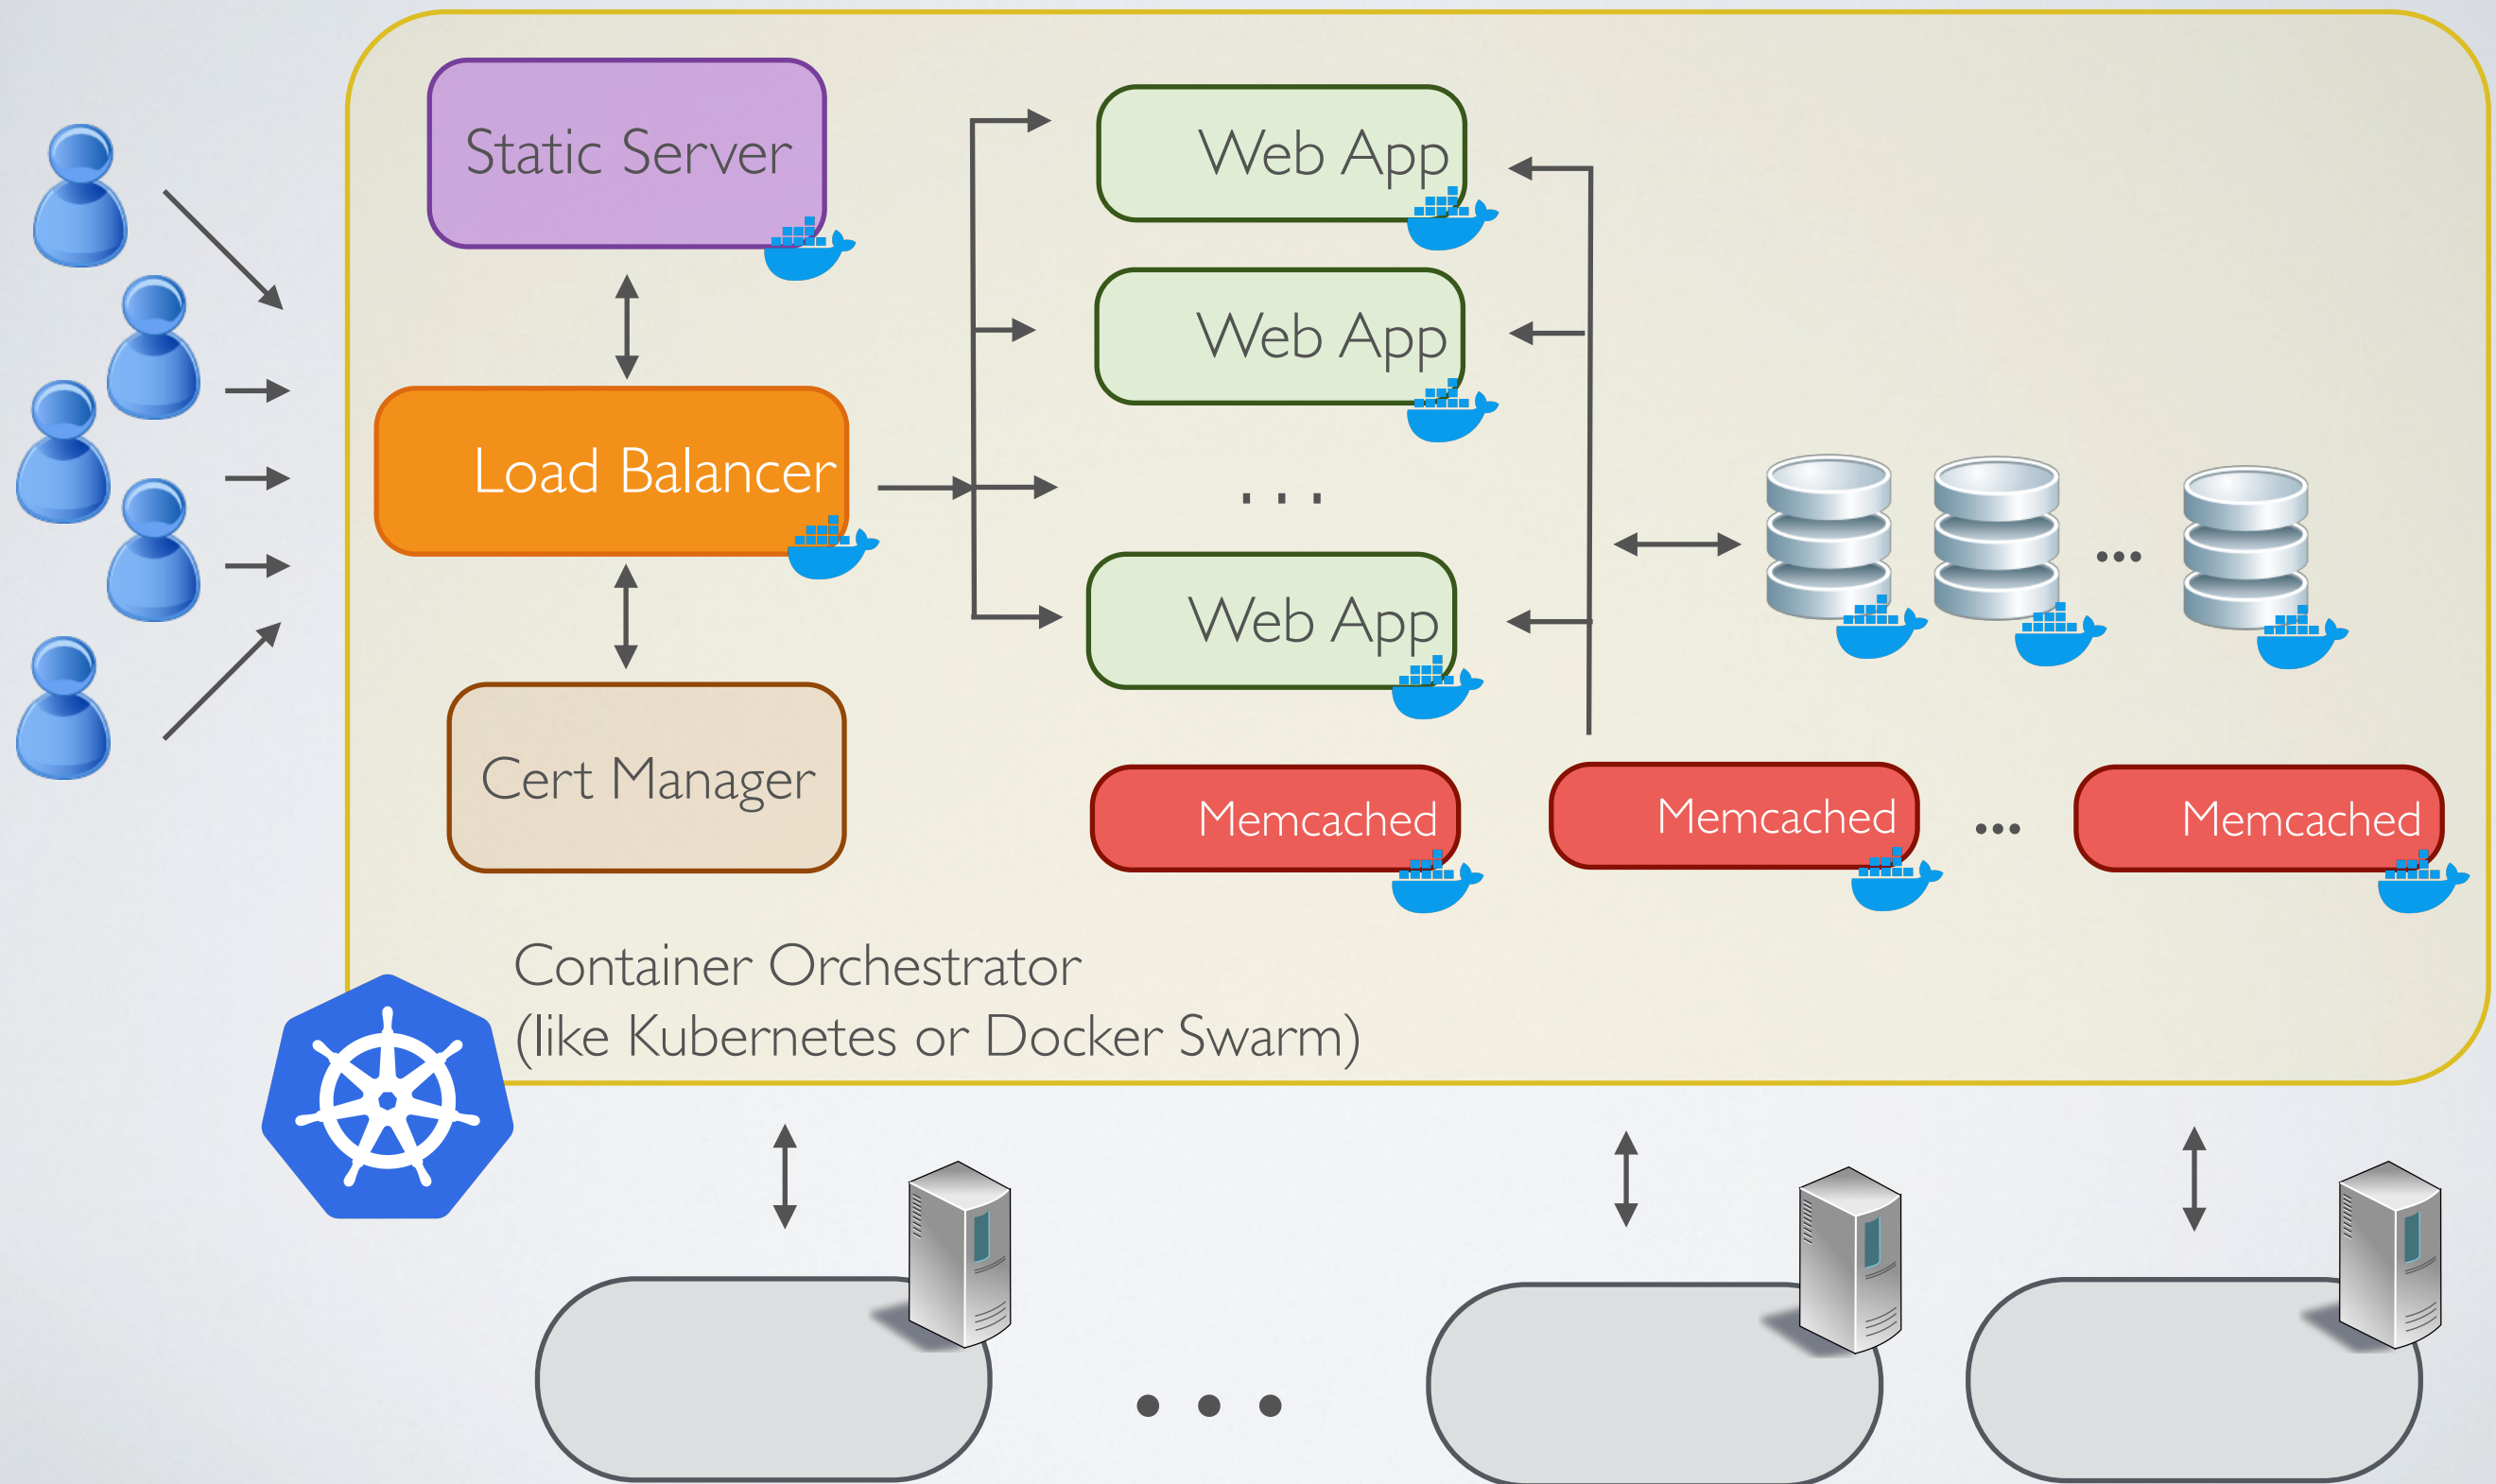 Static Server
Web App
Web App
Load Balancer
...
Web App
...
Cert Manager
Memcached
Memcached
...
Memcached
Container Orchestrator
(like Kubernetes or Docker Swarm)
...